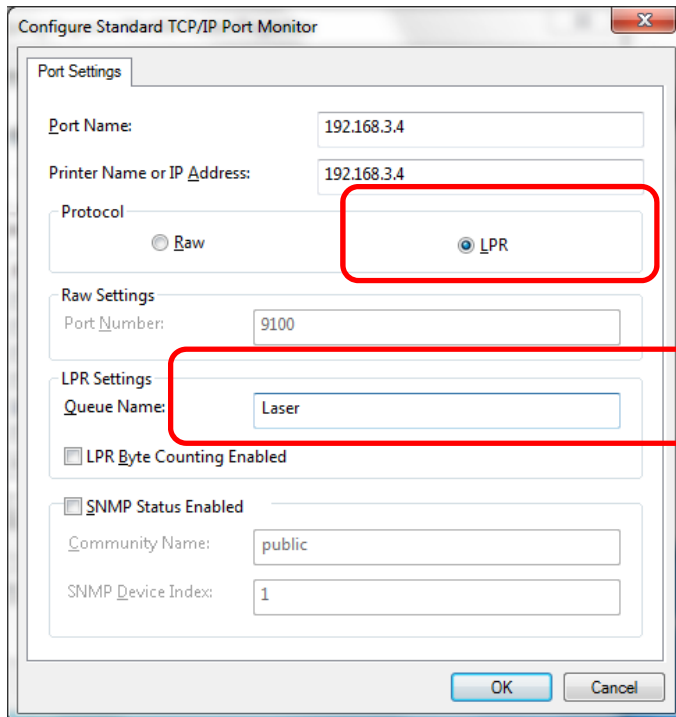 Configure Standard TCP/IP Port Monitor
Port Settings
Port Name: 192.168.3.4
Printer Name or IP Address: 192.168.3.4
Protocol
Raw LPR
Raw Settings
Port Number: 9100
LPR Settings
Queue Name: Laser
LPR Byte Counting Enabled
SNMP Status Enabled
Community Name: public
SNMP Device Index: 1
OK Cancel